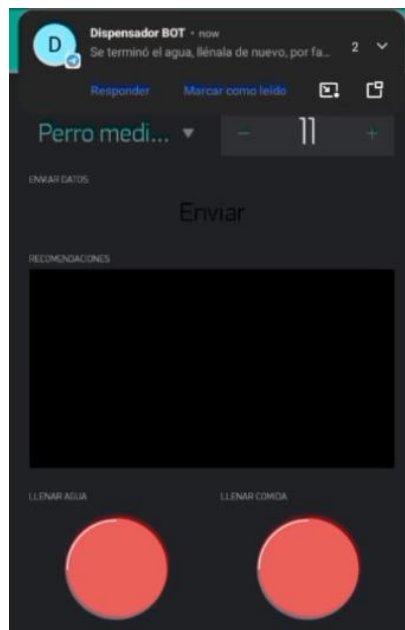 D
Dispensador BOT • now
Se terminó el agua, llénala de nuevo, por fa... 2
Responder Marcar como leído
Perro medi... ▼ − 11 +
ENVIAR DATOS
Enviar
RECOMENDACIONES
LLENAR AGUA LLENAR COMIDA